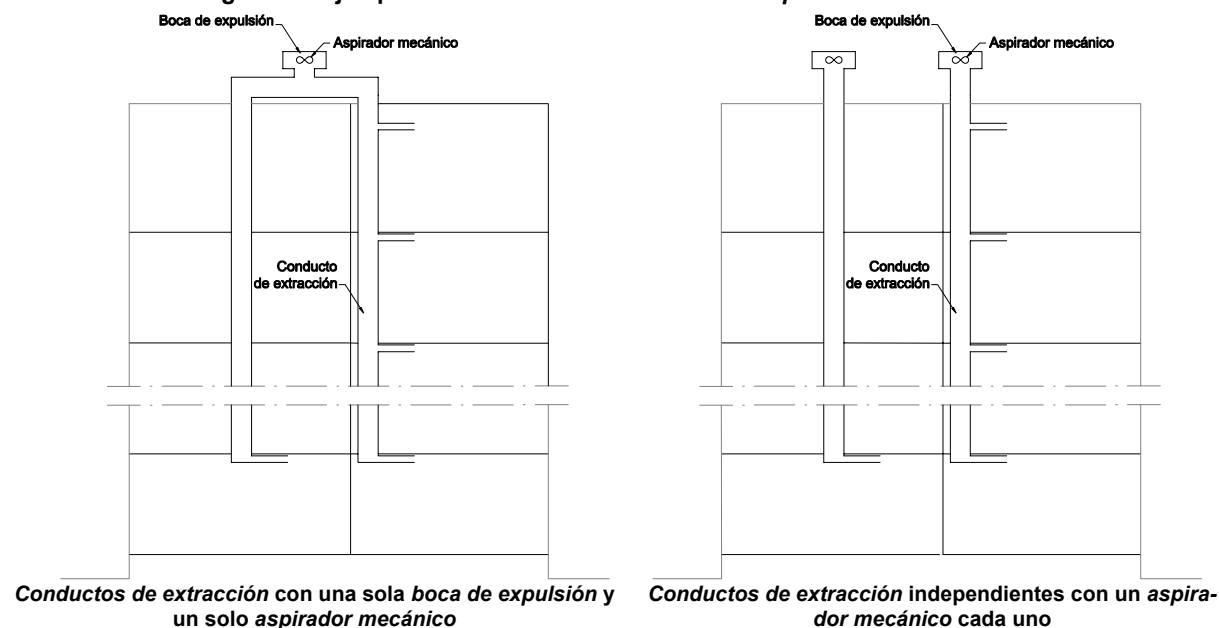 Boca de expulsión
Aspirador mecánico
Conducto
de extracción
Conductos de extracción con una sola boca de expulsión y
un solo aspirador mecánico
Boca de expulsión
Aspirador mecánico
Conducto
de extracción
Conductos de extracción independientes con un aspira-
dor mecánico cada uno